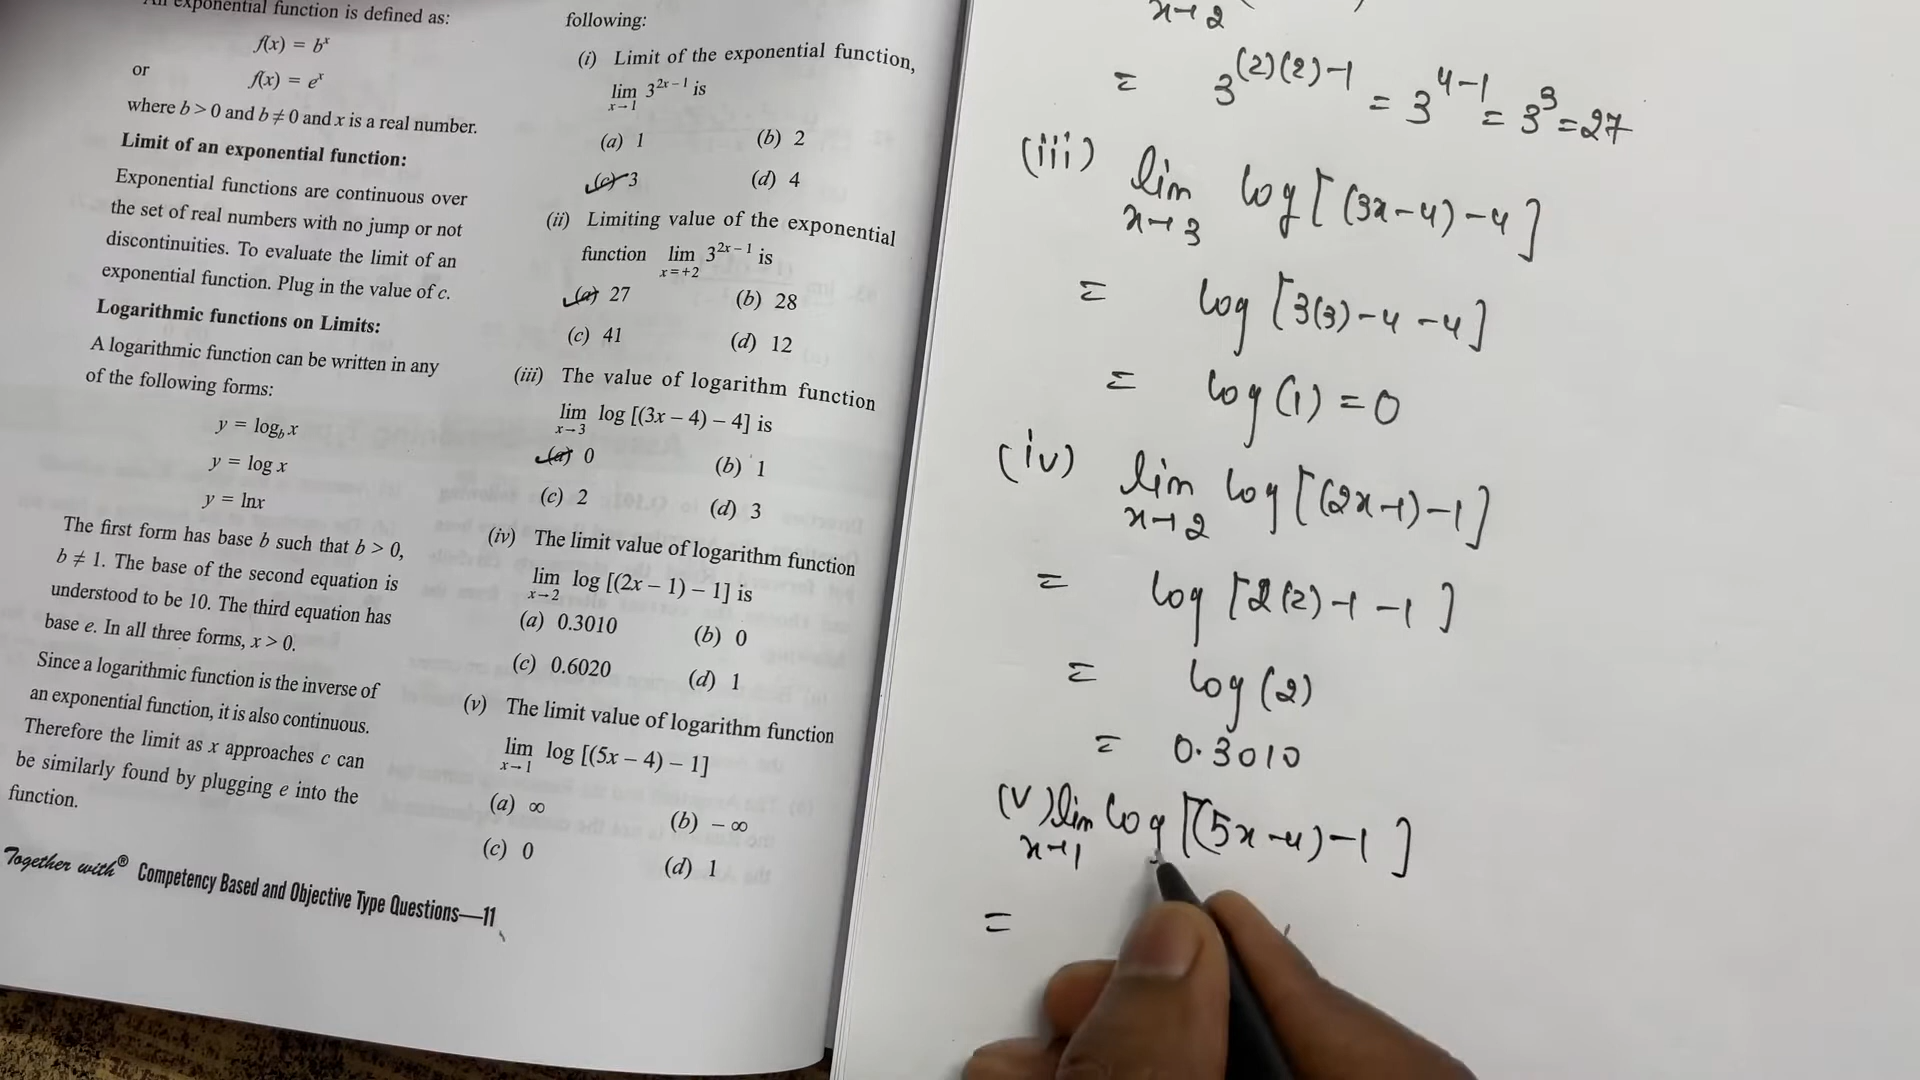 An exponential function is defined as:
f(x) = bˣ
or f(x) = eˣ
where b > 0 and b ≠ 0 and x is a real number.
Limit of an exponential function:
Exponential functions are continuous over
the set of real numbers with no jump or not
discontinuities. To evaluate the limit of an
exponential function. Plug in the value of c.
Logarithmic functions on Limits:
A logarithmic function can be written in any
of the following forms:
y = log_b x
y = log x
y = lnx
The first form has base b such that b > 0,
b ≠ 1. The base of the second equation is
understood to be 10. The third equation has
base e. In all three forms, x > 0.
Since a logarithmic function is the inverse of
an exponential function, it is also continuous.
Therefore the limit as x approaches c can
be similarly found by plugging e into the
function.
Together with® Competency Based and Objective Type Questions—11
following:
(i) Limit of the exponential function,
lim 3^(2x – 1) is
x→1
(a) 1 (b) 2
(c) 3 (d) 4
(ii) Limiting value of the exponential
function lim 3^(2x – 1) is
x=+2
(a) 27 (b) 28
(c) 41 (d) 12
(iii) The value of logarithm function
lim log [(3x – 4) – 4] is
x→3
(a) 0 (b) 1
(c) 2 (d) 3
(iv) The limit value of logarithm function
lim log [(2x – 1) – 1] is
x→2
(a) 0.3010 (b) 0
(c) 0.6020 (d) 1
(v) The limit value of logarithm function
lim log [(5x – 4) – 1]
x→1
(a) ∞ (b) – ∞
(c) 0 (d) 1
x→2
= 3^((2)(2)-1) = 3^(4-1) = 3³ = 27
(iii) lim log[(3x-4)-4]
x→3
= log[3(3)-4-4]
= log(1) = 0
(iv) lim log[(2x-1)-1]
x→2
= log[2(2)-1-1]
= log(2)
= 0.3010
(v) lim log[(5x-4)-1]
x→1
=